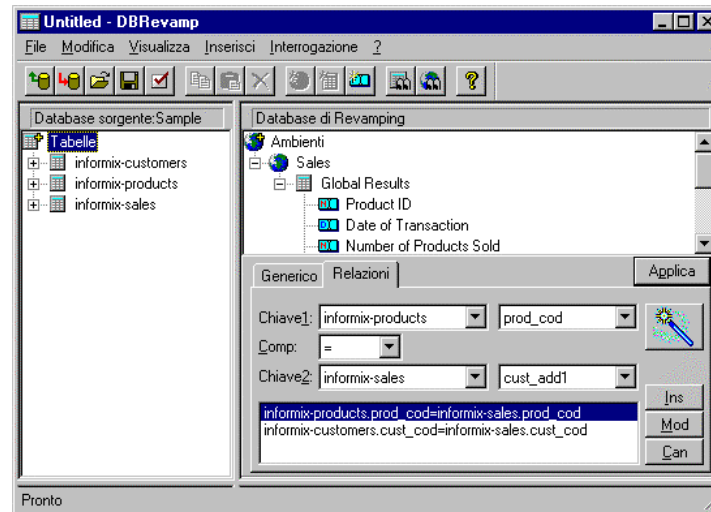 Untitled - DBRevamp
File Modifica Visualizza Inserisci Interrogazione ?
Database sorgente:Sample
Tabelle
informix-customers
informix-products
informix-sales
Database di Revamping
Ambienti
Sales
Global Results
Product ID
Date of Transaction
Number of Products Sold
Generico Relazioni Applica
Chiave1: informix-products prod_cod
Comp: =
Chiave2: informix-sales cust_add1
informix-products.prod_cod=informix-sales.prod_cod
informix-customers.cust_cod=informix-sales.cust_cod
Ins
Mod
Can
Pronto